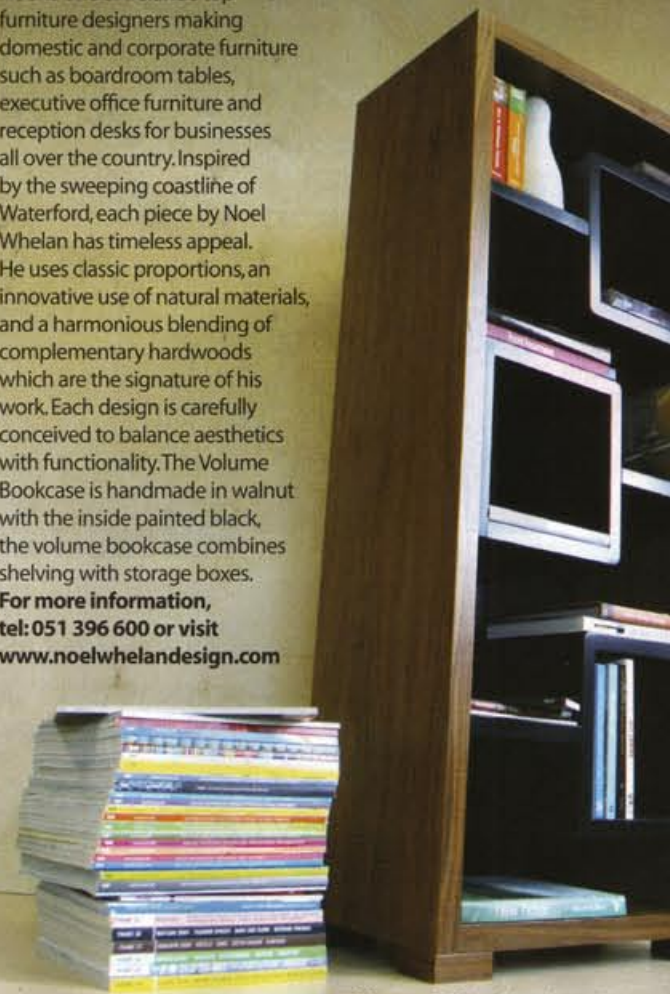 furniture designers making
domestic and corporate furniture
such as boardroom tables,
executive office furniture and
reception desks for businesses
all over the country. Inspired
by the sweeping coastline of
Waterford, each piece by Noel
Whelan has timeless appeal.
He uses classic proportions, an
innovative use of natural materials,
and a harmonious blending of
complementary hardwoods
which are the signature of his
work. Each design is carefully
conceived to balance aesthetics
with functionality. The Volume
Bookcase is handmade in walnut
with the inside painted black,
the volume bookcase combines
shelving with storage boxes.
For more information,
tel: 051 396 600 or visit
www.noelwhelandesign.com